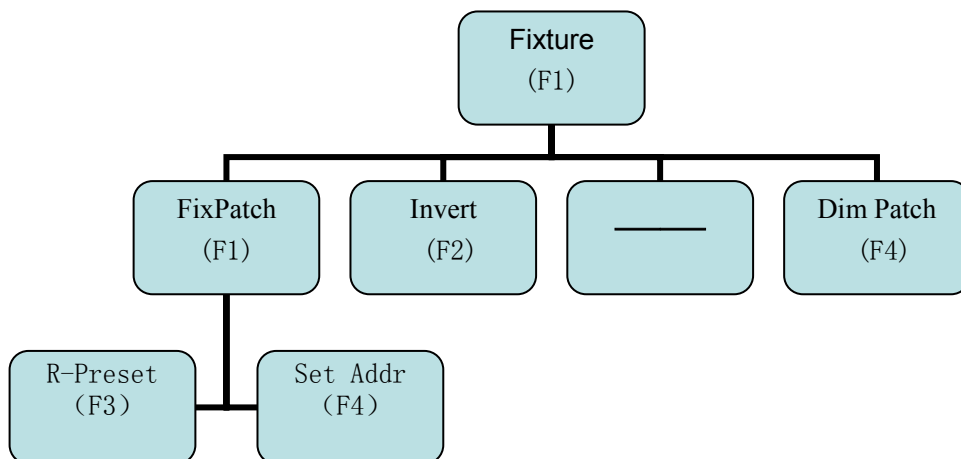 Fixture
(F1)
FixPatch
(F1)
Invert
(F2)
Dim Patch
(F4)
R-Preset
(F3)
Set Addr
(F4)